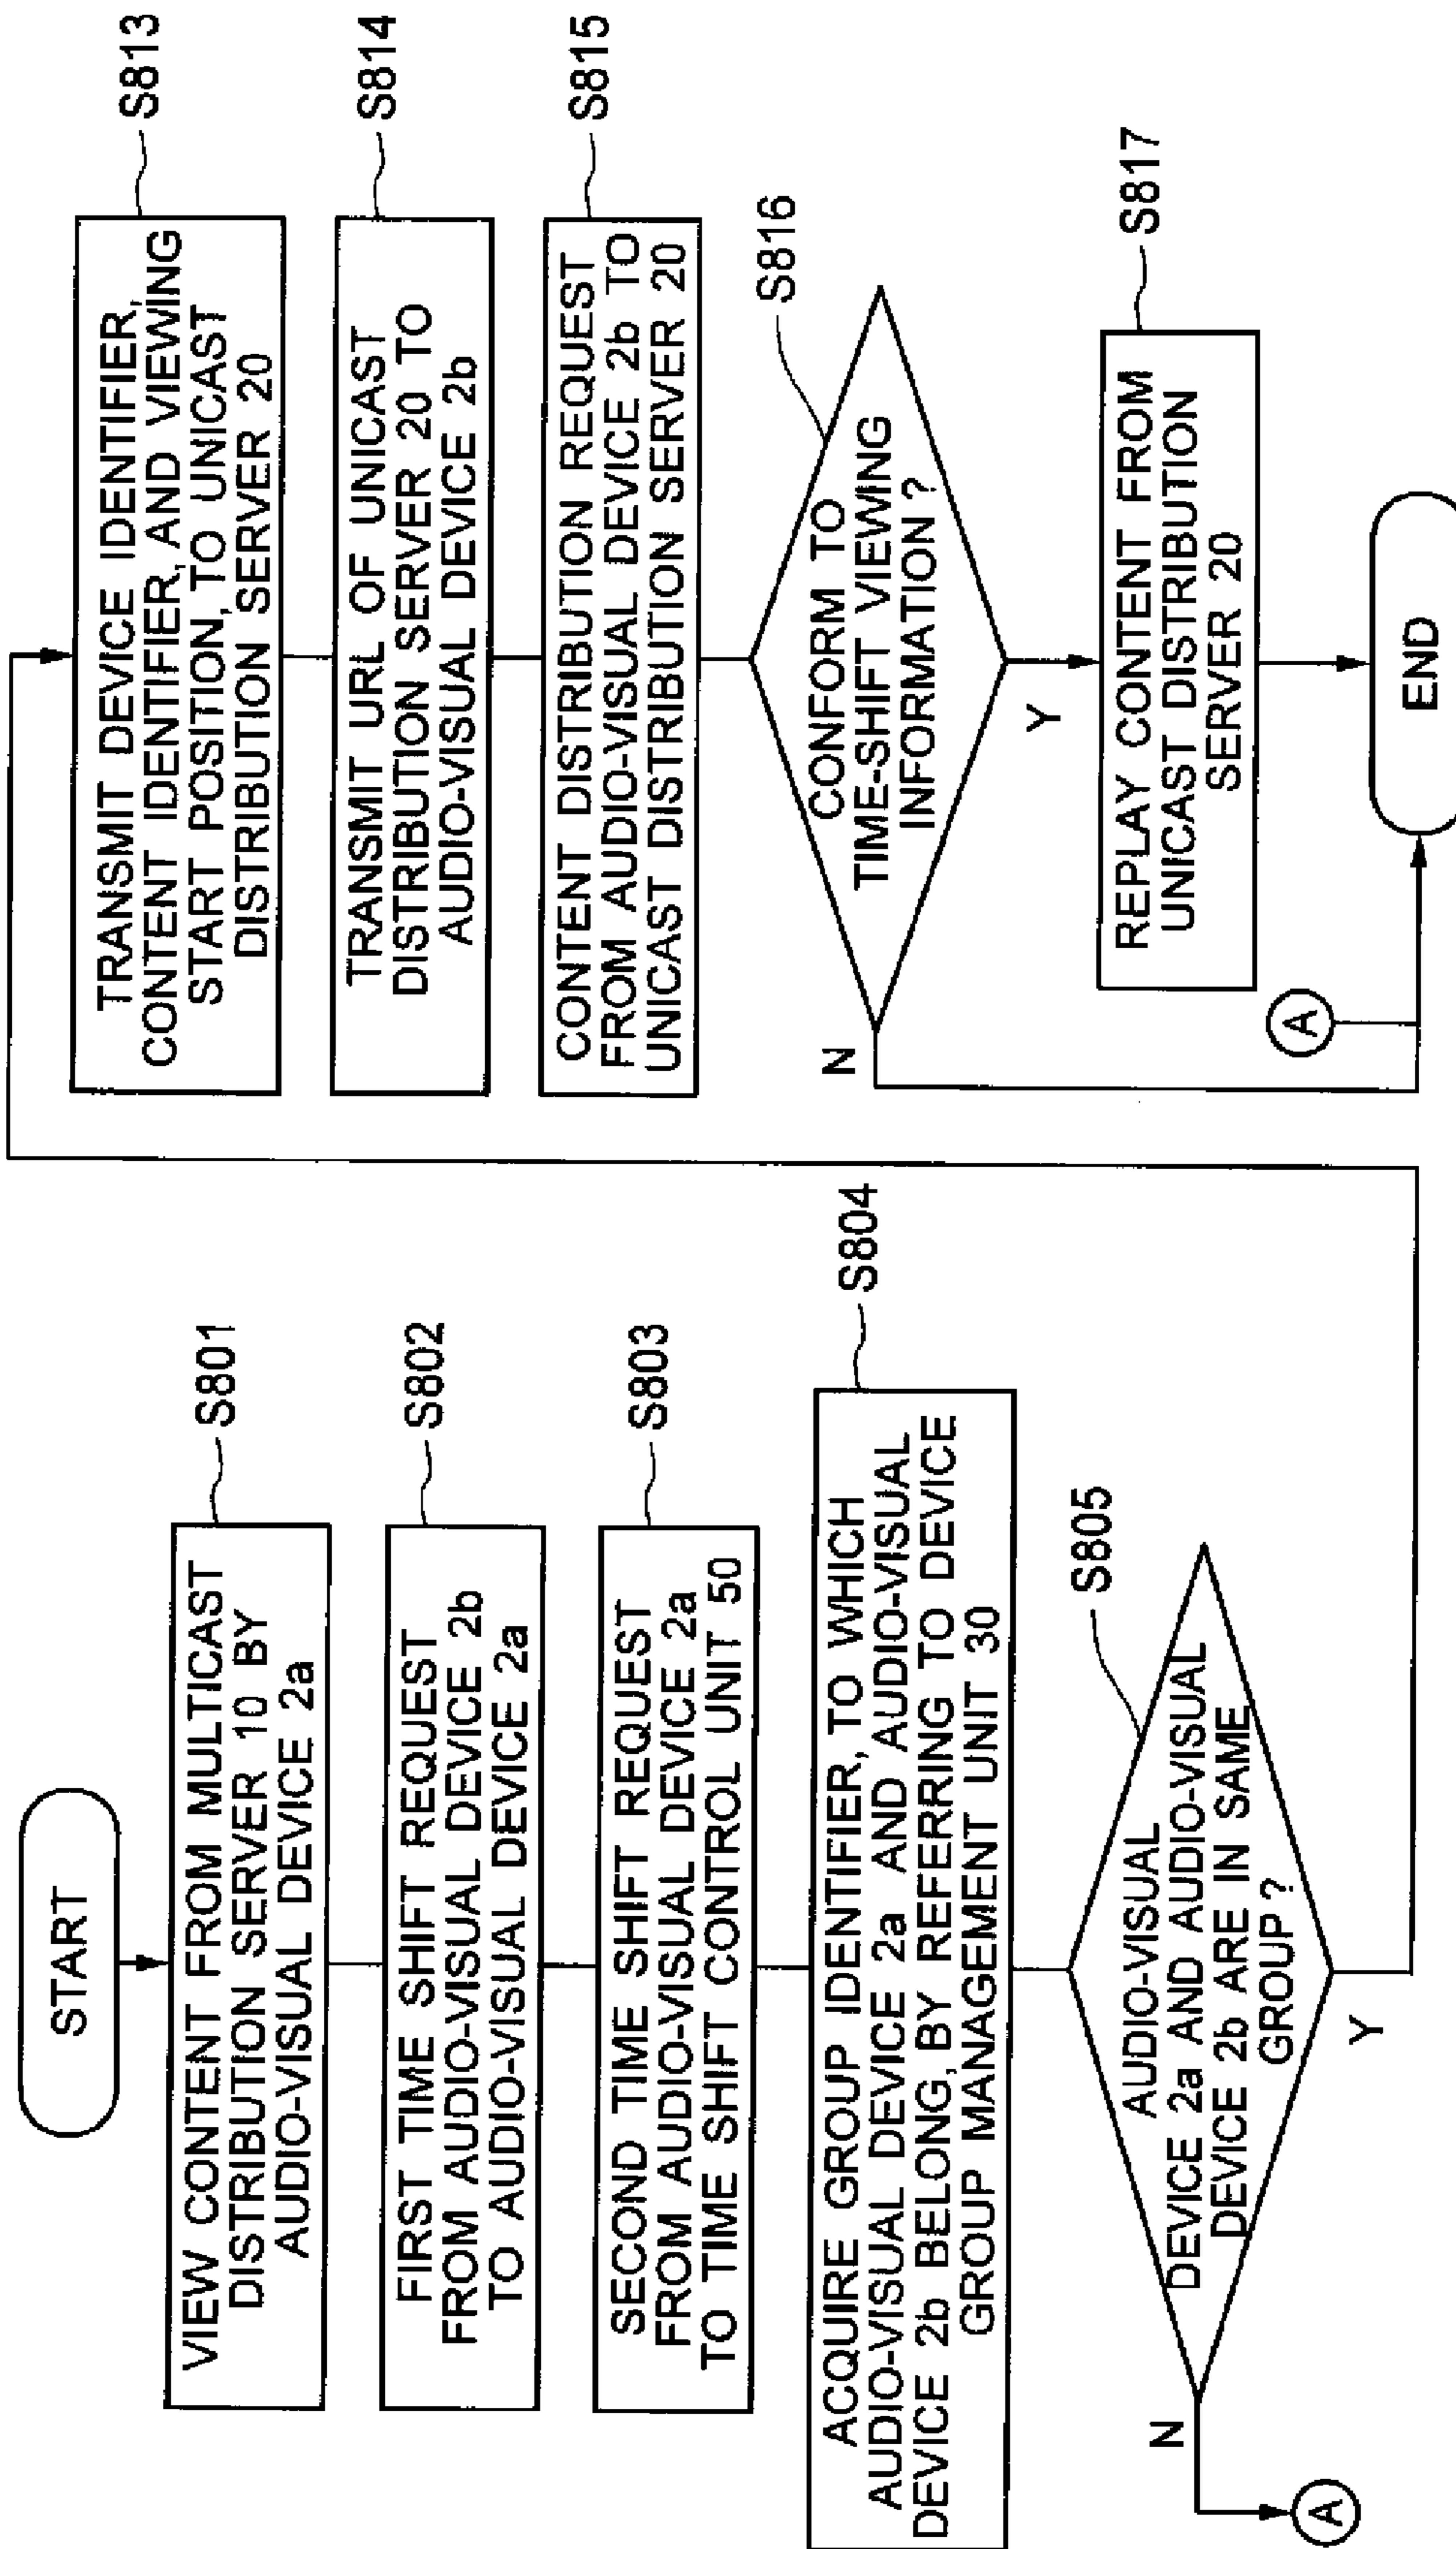 START
VIEW CONTENT FROM MULTICAST
DISTRIBUTION SERVER 10 BY
AUDIO-VISUAL DEVICE 2a
S801
FIRST TIME SHIFT REQUEST
FROM AUDIO-VISUAL DEVICE 2b
TO AUDIO-VISUAL DEVICE 2a
S802
SECOND TIME SHIFT REQUEST
FROM AUDIO-VISUAL DEVICE 2a
TO TIME SHIFT CONTROL UNIT 50
S803
ACQUIRE GROUP IDENTIFIER, TO WHICH
AUDIO-VISUAL DEVICE 2a AND AUDIO-VISUAL
DEVICE 2b BELONG, BY REFERRING TO DEVICE
GROUP MANAGEMENT UNIT 30
S804
AUDIO-VISUAL
DEVICE 2a AND AUDIO-VISUAL
DEVICE 2b ARE IN SAME
GROUP ?
S805
N
Y
A
TRANSMIT DEVICE IDENTIFIER,
CONTENT IDENTIFIER, AND VIEWING
START POSITION, TO UNICAST
DISTRIBUTION SERVER 20
S813
TRANSMIT URL OF UNICAST
DISTRIBUTION SERVER 20 TO
AUDIO-VISUAL DEVICE 2b
S814
CONTENT DISTRIBUTION REQUEST
FROM AUDIO-VISUAL DEVICE 2b TO
UNICAST DISTRIBUTION SERVER 20
S815
CONFORM TO
TIME-SHIFT VIEWING
INFORMATION ?
S816
N
Y
REPLAY CONTENT FROM
UNICAST DISTRIBUTION
SERVER 20
S817
A
END